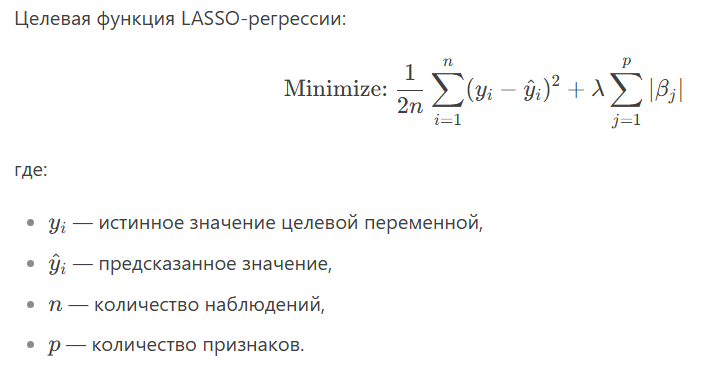 Целевая функция LASSO-регрессии:
Minimize: \frac{1}{2n} \sum_{i=1}^{n} (y_i - \hat{y}_i)^2 + \lambda \sum_{j=1}^{p} |\beta_j|
где:
• y_i — истинное значение целевой переменной,
• \hat{y}_i — предсказанное значение,
• n — количество наблюдений,
• p — количество признаков.